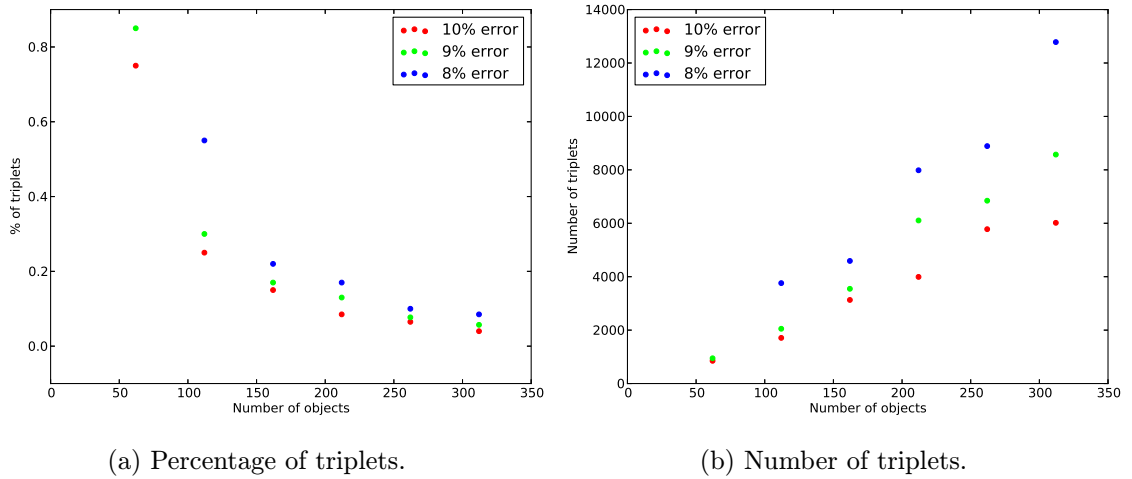 0.8
0.6
0.4
0.2
0.0
% of triplets
0 50 100 150 200 250 300 350
Number of objects
10% error
9% error
8% error
(a) Percentage of triplets.
14000
12000
10000
8000
6000
4000
2000
0
Number of triplets
0 50 100 150 200 250 300 350
Number of objects
10% error
9% error
8% error
(b) Number of triplets.